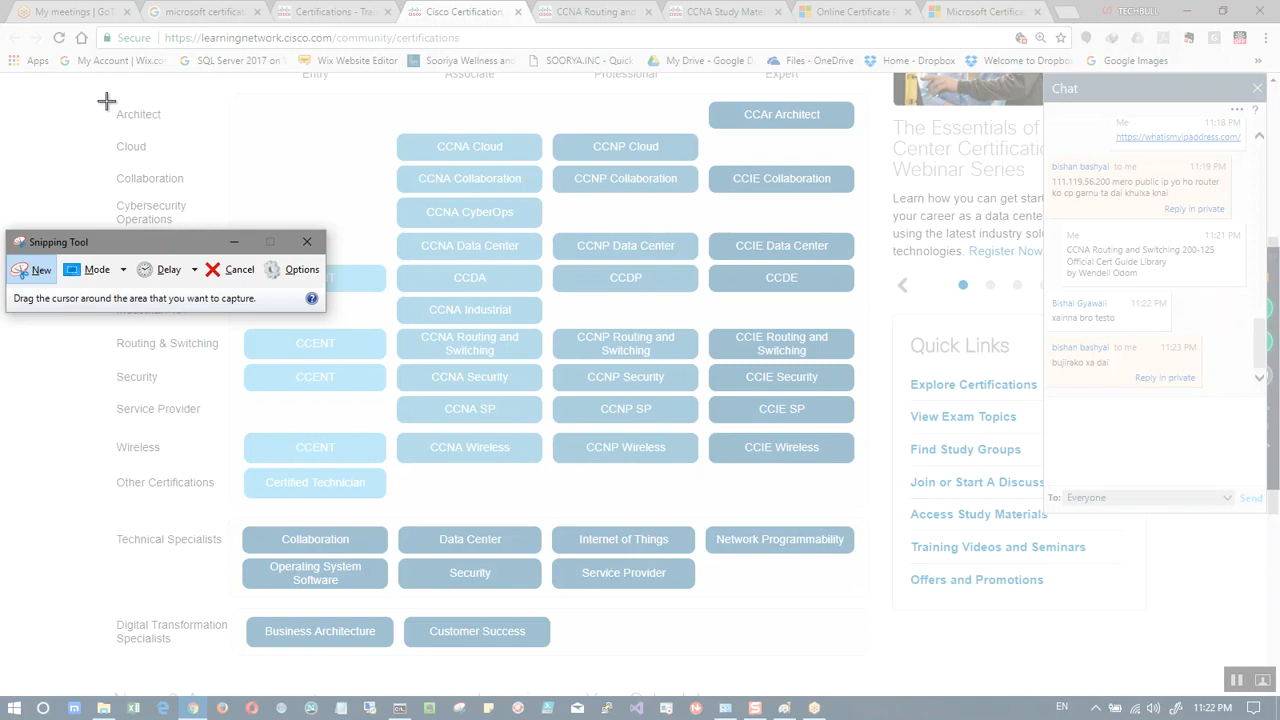 My meetings | GoT
microsoft certificat
Certifications - Tra
Cisco Certification,
CCNA Routing and
CCNA Study Mater
Online Certificate
Microsoft Certifica
TECHBULL
Secure
https://learningnetwork.cisco.com/community/certifications
Apps
My Account | Wix.co
SQL Server 2017
Wix Website Editor
Sooriya Wellness an
SOORYA.INC - Quick
My Drive - Google D
Files - OneDrive
Home - Dropbox
Welcome to Dropbo
Google Images
»
Entry
Associate
Professional
Expert
Architect
CCAr Architect
Cloud
CCNA Cloud
CCNP Cloud
Collaboration
CCNA Collaboration
CCNP Collaboration
CCIE Collaboration
Cybersecurity
Operations
CCNA CyberOps
CCNA Data Center
CCNP Data Center
CCIE Data Center
CCDA
CCDP
CCDE
CCNA Industrial
Routing & Switching
CCENT
CCNA Routing and
Switching
CCNP Routing and
Switching
CCIE Routing and
Switching
Security
CCENT
CCNA Security
CCNP Security
CCIE Security
Service Provider
CCNA SP
CCNP SP
CCIE SP
Wireless
CCENT
CCNA Wireless
CCNP Wireless
CCIE Wireless
Other Certifications
Certified Technician
Technical Specialists
Collaboration
Data Center
Internet of Things
Network Programmability
Operating System
Software
Security
Service Provider
Digital Transformation
Specialists
Business Architecture
Customer Success
Snipping Tool
New
Mode
Delay
Cancel
Options
Drag the cursor around the area that you want to capture.
The Essentials of
Center Certification
Webinar Series
Learn how you can get start
your career as a data cente
using the latest industry sol
technologies. Register Now
Quick Links
Explore Certifications
View Exam Topics
Find Study Groups
Join or Start A Discuss
Access Study Materials
Training Videos and Seminars
Offers and Promotions
Chat
?
Me 11:18 PM
https://whatismyipaddress.com/
bishan bashyal to me 11:19 PM
111.119.56.200 mero public ip yo ho router
ko cp garnu ta dai khulxa knai
Reply in private
Me 11:21 PM
CCNA Routing and Switching 200-125
Official Cert Guide Library
by Wendell Odom
Bishal Gyawali 11:22 PM
xainna bro testo
bishan bashyal to me 11:23 PM
bujirako xa dai
Reply in private
To: Everyone
Send
EN
11:22 PM